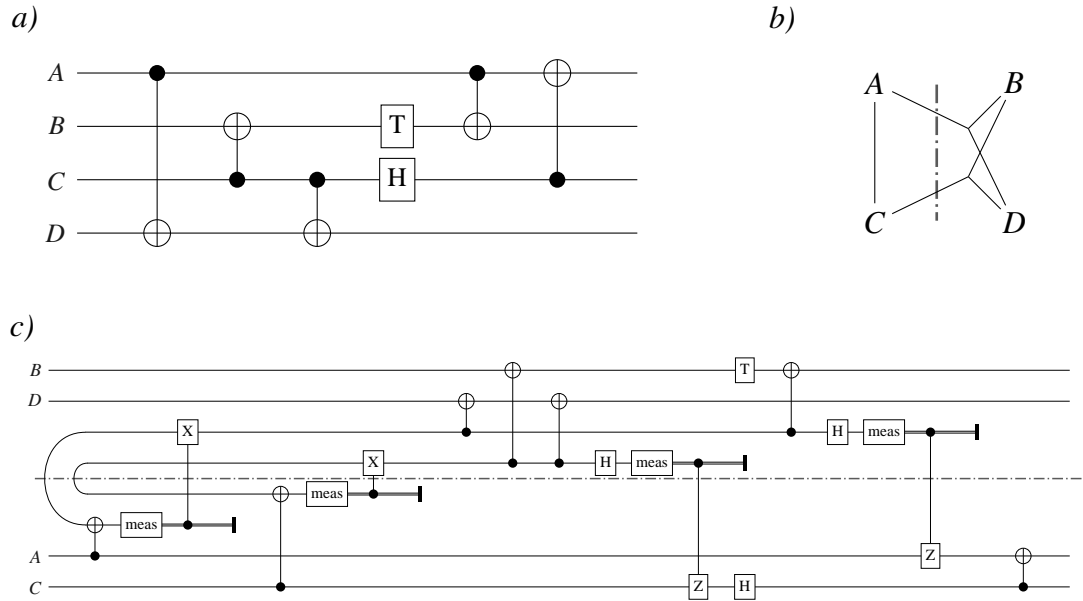 a) b)
A
B T
C H
D
A B
C D
c)
B T
D
X H meas
X H meas
meas
meas
A Z
C Z H